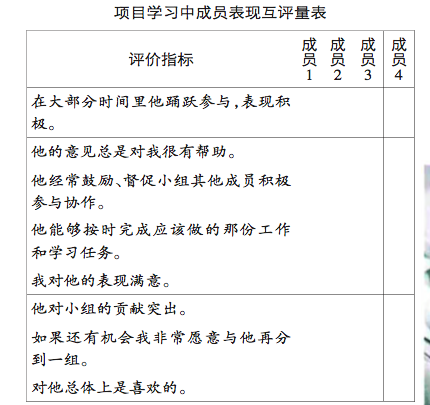 项目学习中成员表现互评量表
评价指标 成员1 成员2 成员3 成员4
在大部分时间里他踊跃参与,表现积
极。
他的意见总是对我很有帮助。
他经常鼓励、督促小组其他成员积极
参与协作。
他能够按时完成应该做的那份工作
和学习任务。
我对他的表现满意。
他对小组的贡献突出。
如果还有机会我非常愿意与他再分
到一组。
对他总体上是喜欢的。